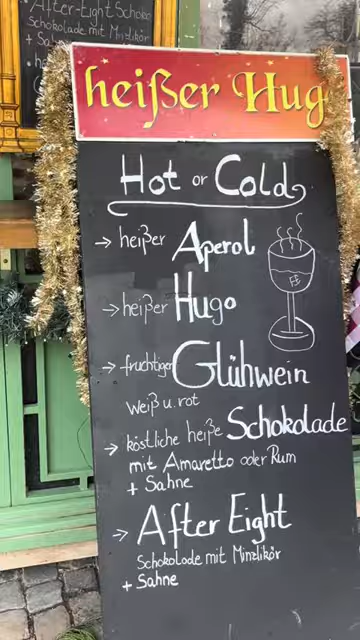 After-Eight Schoko
Schokolade mit Minzlikör
+ Sa
heißer Hug
Hot or Cold
→ heißer Aperol
→ heißer Hugo
→ fruchtiger Glühwein
weiß u. rot
→ köstliche heiße Schokolade
mit Amaretto oder Rum
+ Sahne
→ After Eight
Schokolade mit Minzlikör
+ Sahne